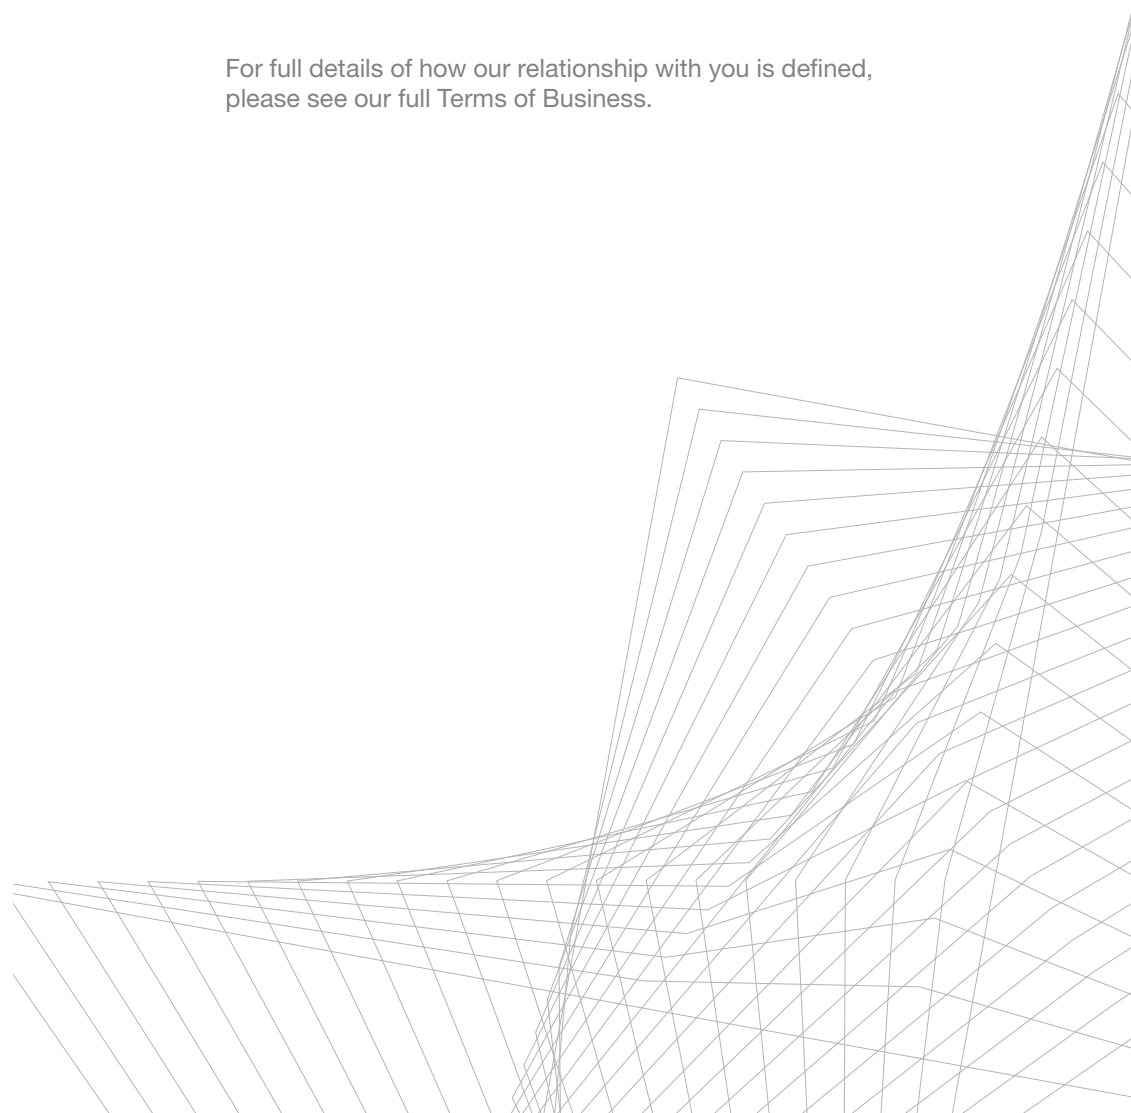 For full details of how our relationship with you is defined,
please see our full Terms of Business.